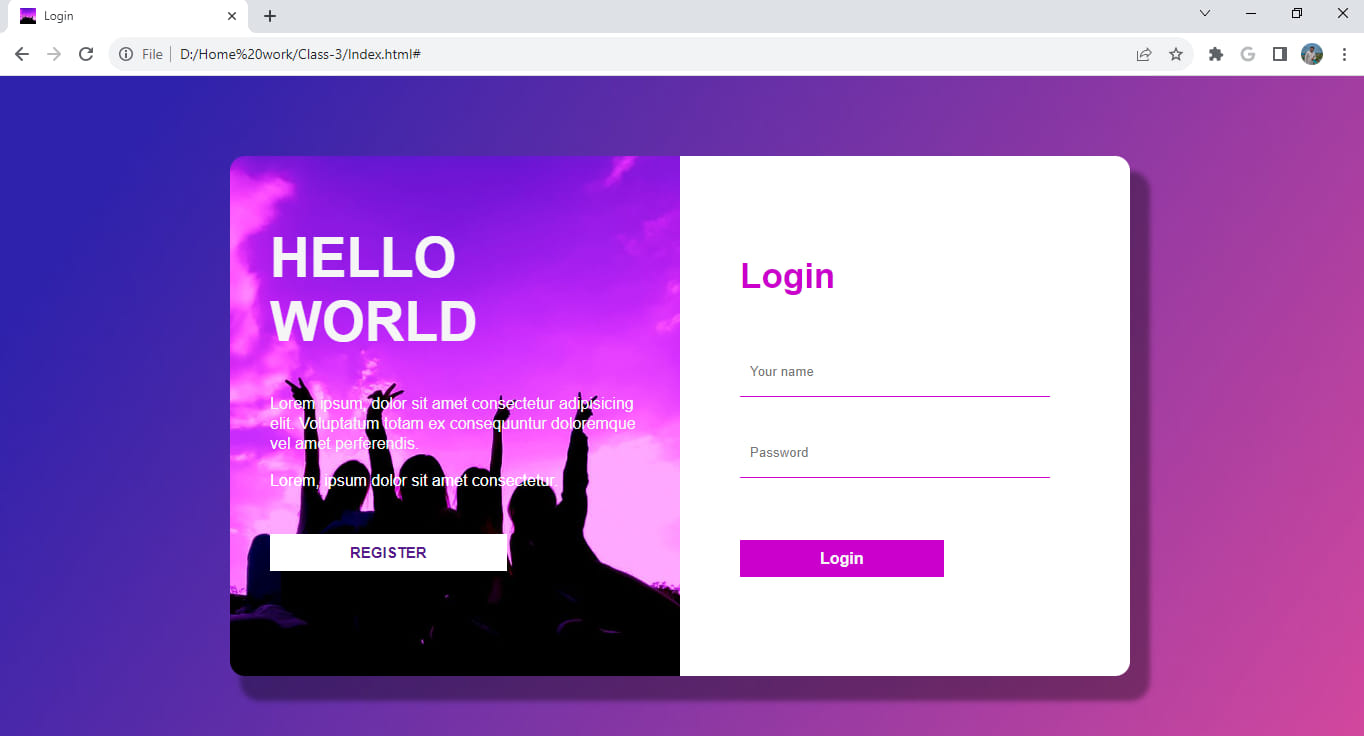 Login
File
D:/Home%20work/Class-3/Index.html#
HELLO
WORLD
Lorem ipsum, dolor sit amet consectetur adipisicing
elit. Voluptatum totam ex consequuntur doloremque
vel amet perferendis.
Lorem, ipsum dolor sit amet consectetur.
REGISTER
Login
Your name
Password
Login